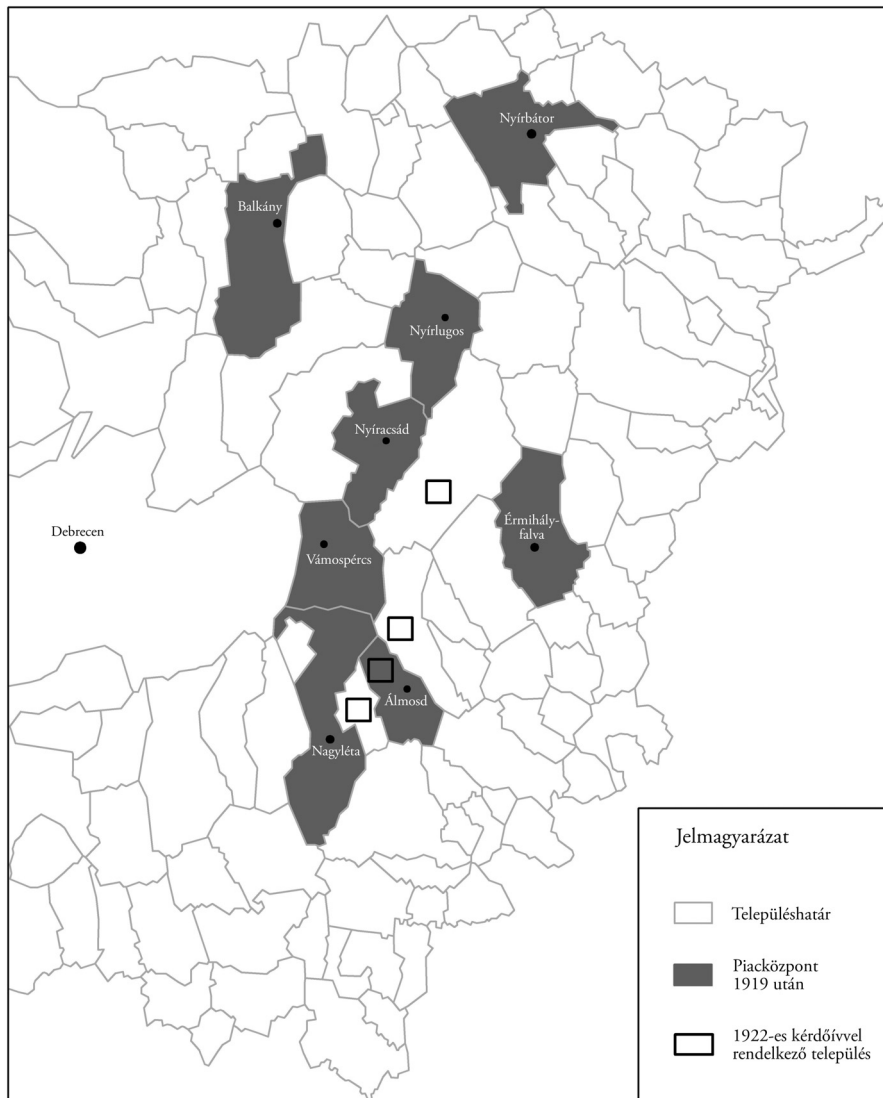 Nyírbátor
Balkány
Nyírlugos
Nyíracsád
Érmihály-
falva
Debrecen
Vámospércs
Álmosd
Nagyléta
Jelmagyarázat
Településhatár
Piacközpont
1919 után
1922-es kérdőívvel
rendelkező település